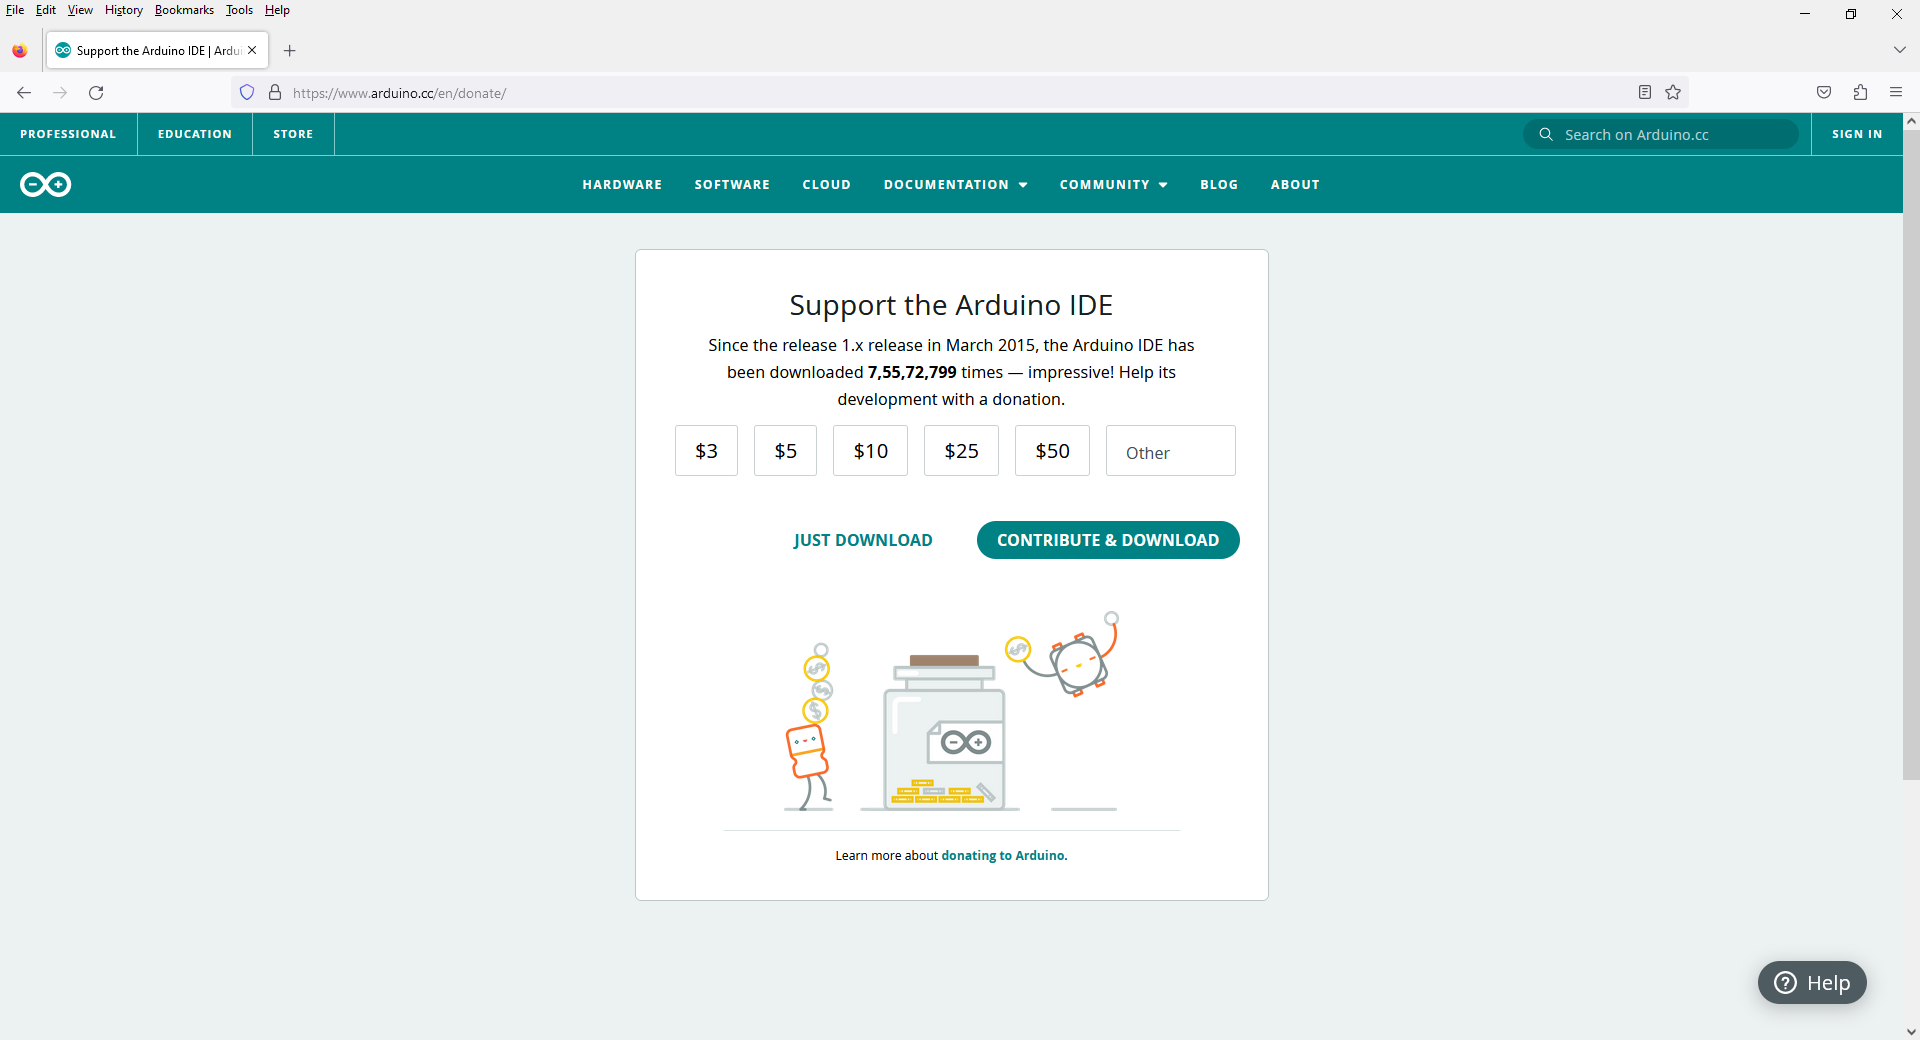 File Edit View History Bookmarks Tools Help
Support the Arduino IDE | Ardui
https://www.arduino.cc/en/donate/
PROFESSIONAL EDUCATION STORE Search on Arduino.cc SIGN IN
HARDWARE SOFTWARE CLOUD DOCUMENTATION COMMUNITY BLOG ABOUT
Support the Arduino IDE
Since the release 1.x release in March 2015, the Arduino IDE has
been downloaded 7,55,72,799 times — impressive! Help its
development with a donation.
$3 $5 $10 $25 $50 Other
JUST DOWNLOAD CONTRIBUTE & DOWNLOAD
Learn more about donating to Arduino.
Help